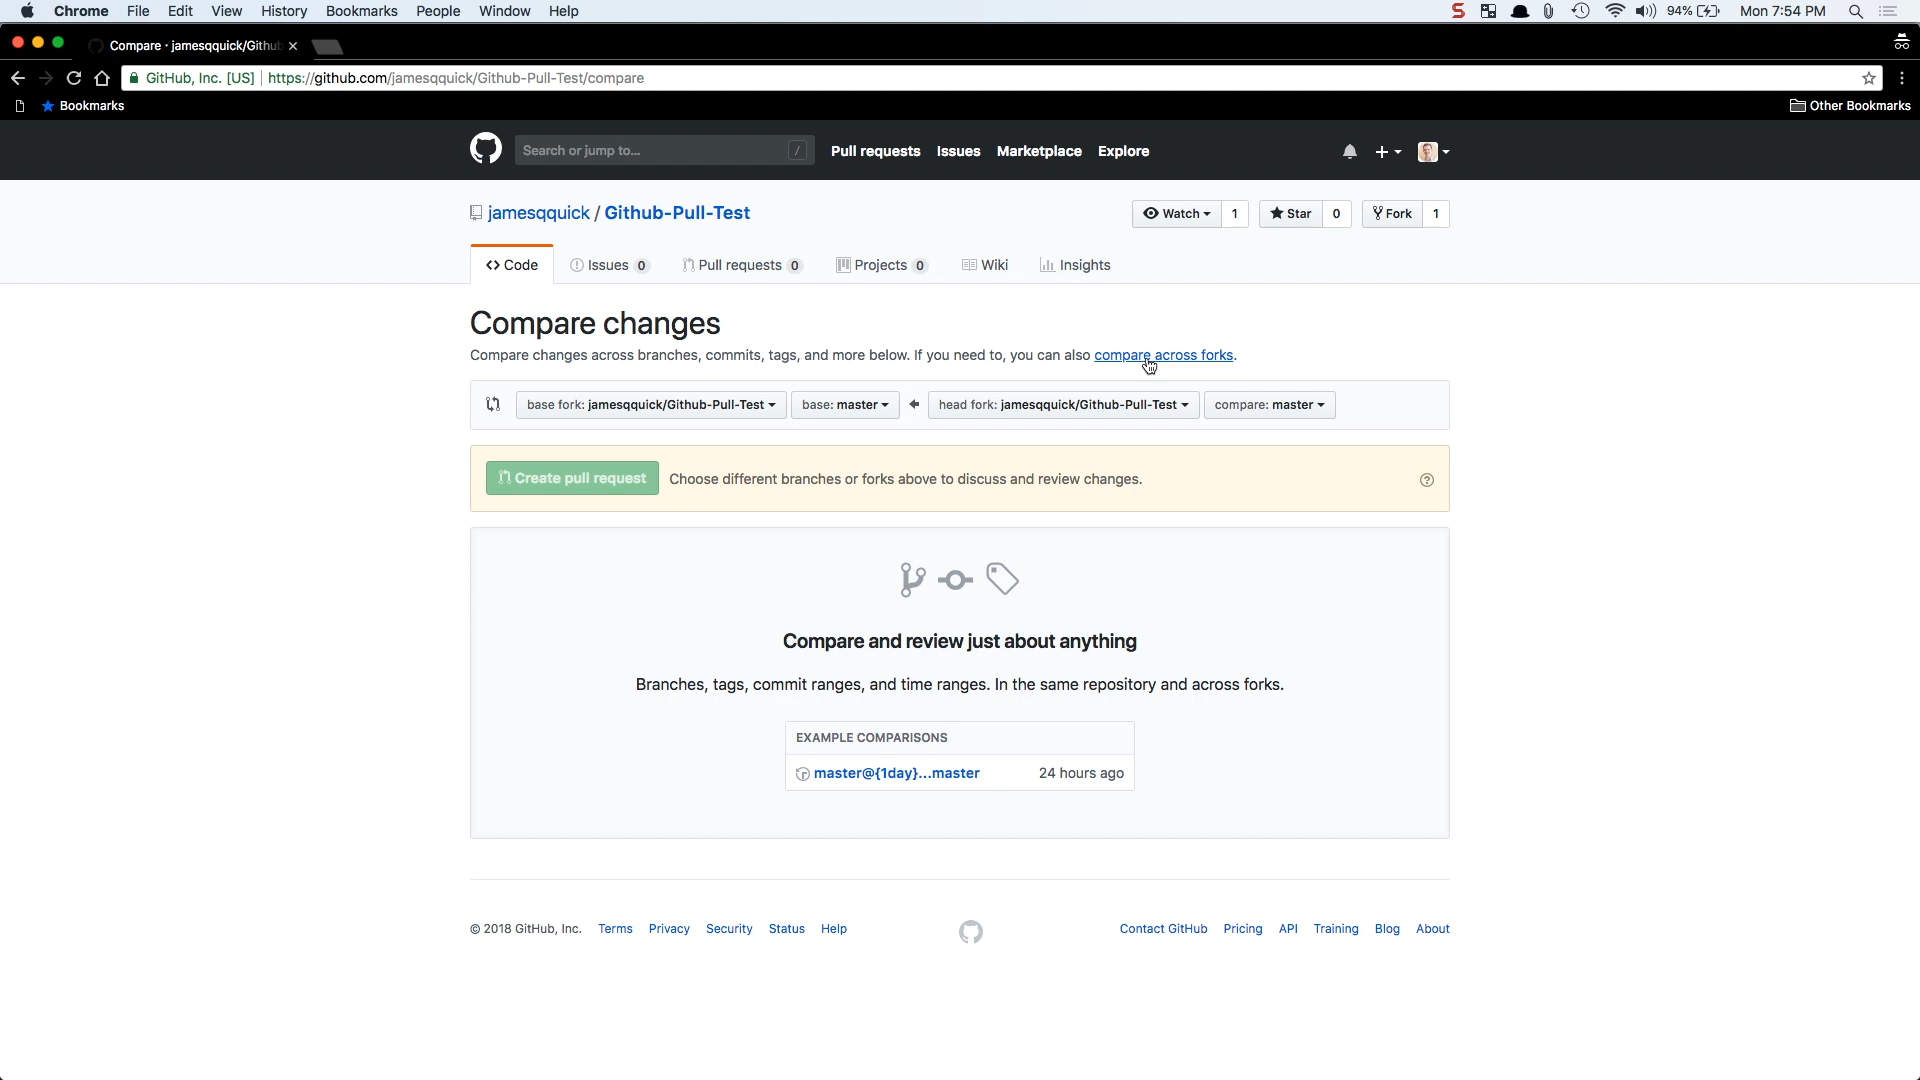 Chrome File Edit View History Bookmarks People Window Help 94% Mon 7:54 PM
Compare · jamesqquick/Github
GitHub, Inc. [US] https://github.com/jamesqquick/Github-Pull-Test/compare
Bookmarks Other Bookmarks
Search or jump to... / Pull requests Issues Marketplace Explore
jamesqquick / Github-Pull-Test Watch 1 Star 0 Fork 1
<> Code Issues 0 Pull requests 0 Projects 0 Wiki Insights
Compare changes
Compare changes across branches, commits, tags, and more below. If you need to, you can also compare across forks.
base fork: jamesqquick/Github-Pull-Test base: master head fork: jamesqquick/Github-Pull-Test compare: master
Create pull request Choose different branches or forks above to discuss and review changes.
Compare and review just about anything
Branches, tags, commit ranges, and time ranges. In the same repository and across forks.
EXAMPLE COMPARISONS
master@{1day}...master 24 hours ago
© 2018 GitHub, Inc. Terms Privacy Security Status Help Contact GitHub Pricing API Training Blog About